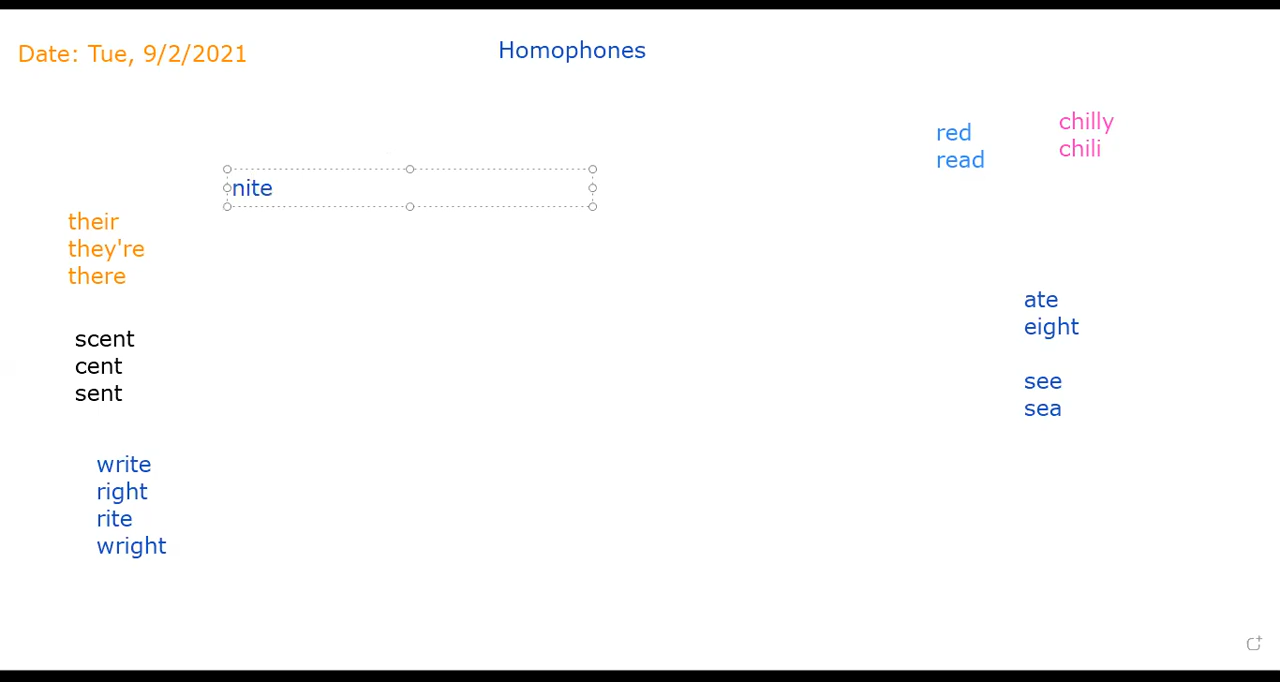 Date: Tue, 9/2/2021
Homophones
nite
their
they're
there
scent
cent
sent
write
right
rite
wright
red
read
chilly
chili
ate
eight
see
sea